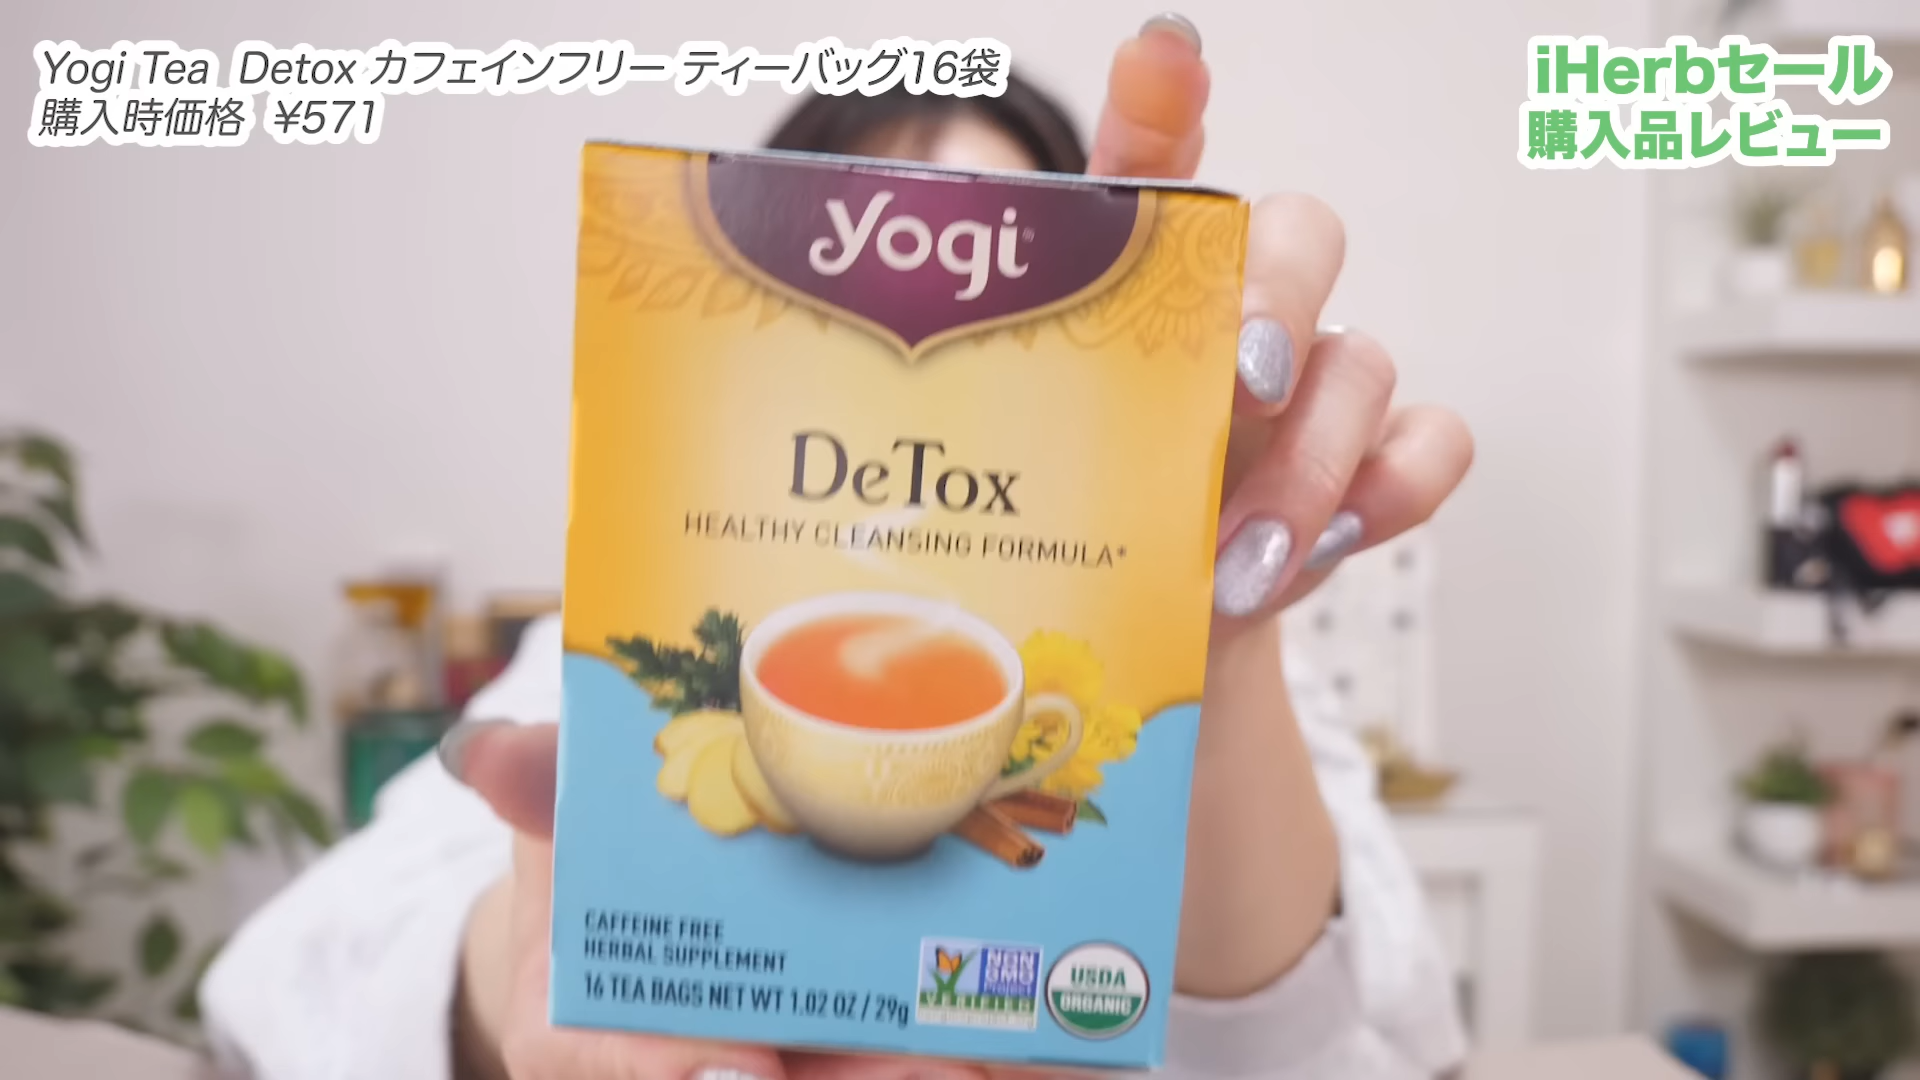 Yogi Tea Detox カフェインフリー ティーバッグ16袋
購入時価格 ¥571
iHerbセール
購入品レビュー
yogi
DeTox
HEALTHY CLEANSING FORMULA*
CAFFEINE FREE
HERBAL SUPPLEMENT
16 TEA BAGS NET WT 1.02 OZ / 29g
NON
GMO
VERIFIED
USDA
ORGANIC